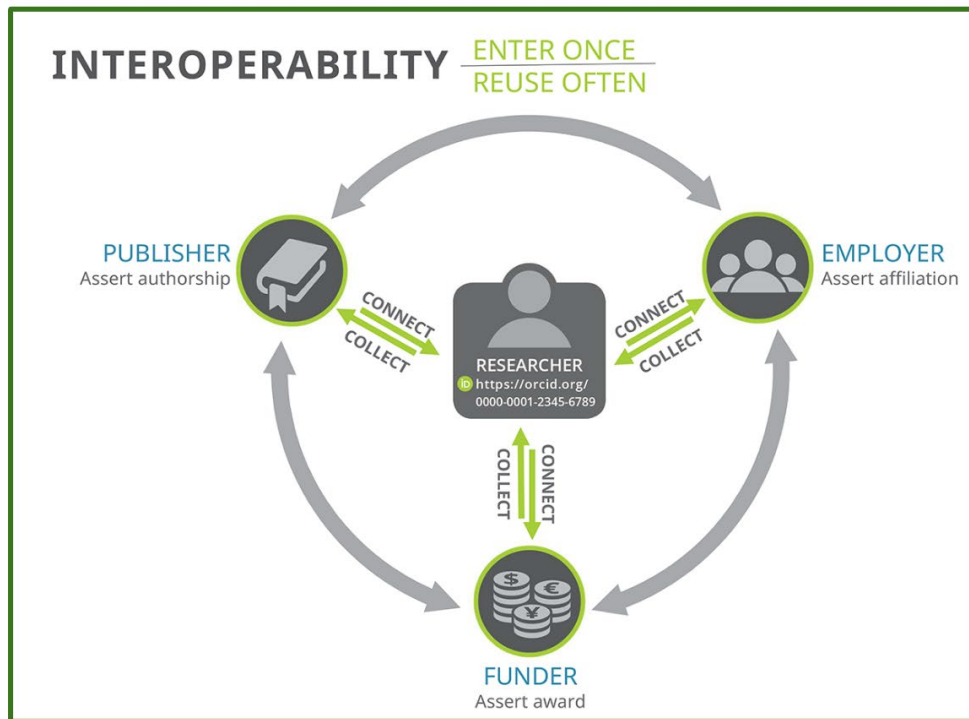 INTEROPERABILITY
ENTER ONCE
REUSE OFTEN
PUBLISHER
Assert authorship
EMPLOYER
Assert affiliation
CONNECT
COLLECT
CONNECT
COLLECT
RESEARCHER
iD https://orcid.org/
0000-0001-2345-6789
COLLECT
CONNECT
$
€
¥
FUNDER
Assert award